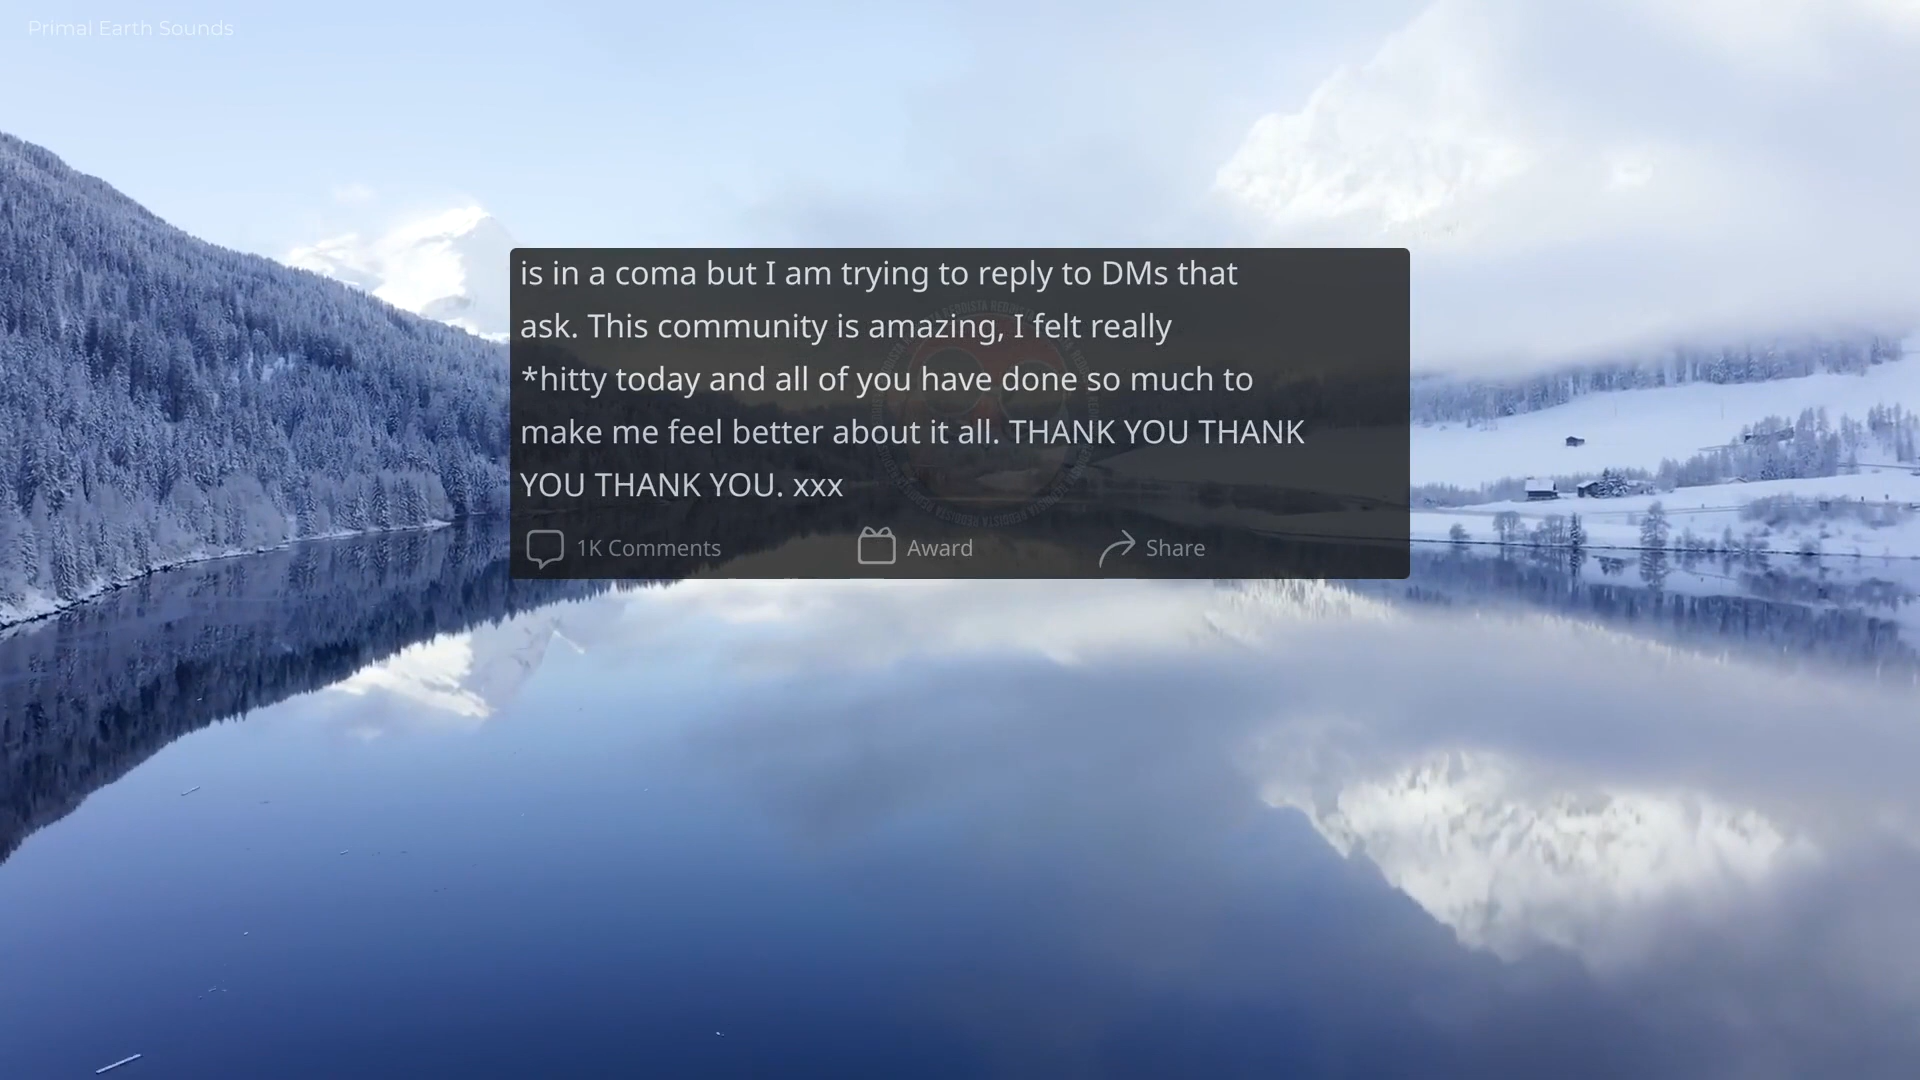 Primal Earth Sounds
is in a coma but I am trying to reply to DMs that
ask. This community is amazing, I felt really
*hitty today and all of you have done so much to
make me feel better about it all. THANK YOU THANK
YOU THANK YOU. xxx
1K Comments Award Share